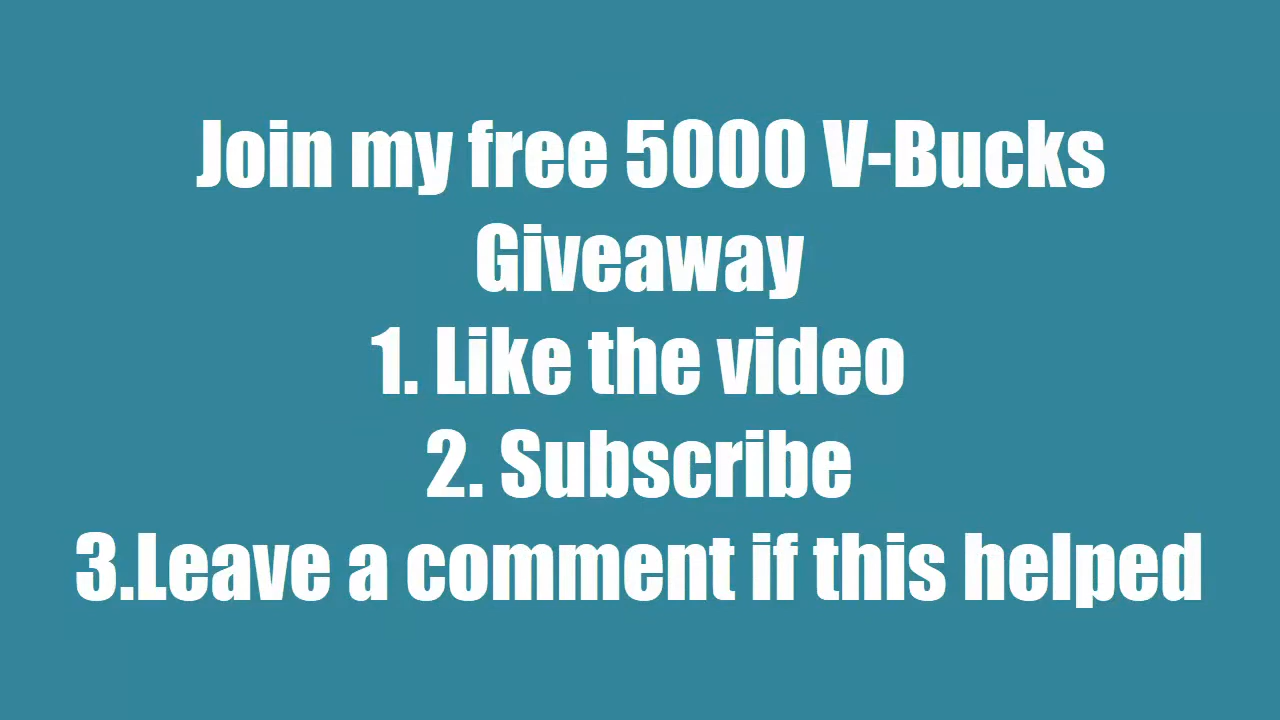 Join my free 5000 V-Bucks
Giveaway
1. Like the video
2. Subscribe
3.Leave a comment if this helped